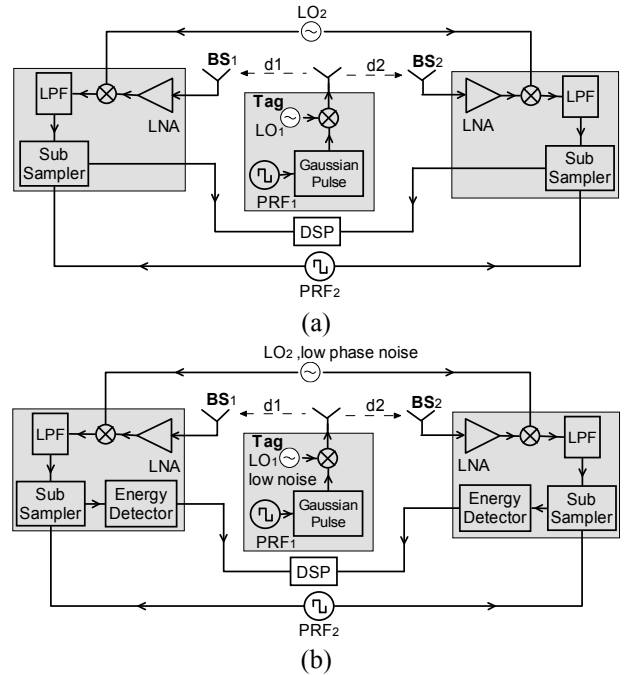 LO2
BS1
d1
d2
BS2
LPF
LNA
Tag
LO1
LNA
LPF
Sub
Sampler
Gaussian
Pulse
PRF1
Sub
Sampler
DSP
PRF2
(a)
LO2 ,low phase noise
BS1
d1
d2
BS2
LPF
LNA
Tag
LO1
low noise
LNA
LPF
Sub
Sampler
Energy
Detector
Gaussian
Pulse
PRF1
Energy
Detector
Sub
Sampler
DSP
PRF2
(b)